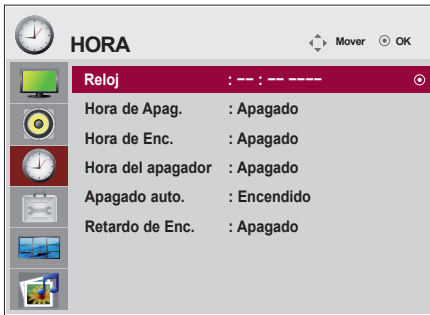 HORA
Mover OK
Reloj : -- : -- ----
Hora de Apag. : Apagado
Hora de Enc. : Apagado
Hora del apagador : Apagado
Apagado auto. : Encendido
Retardo de Enc. : Apagado